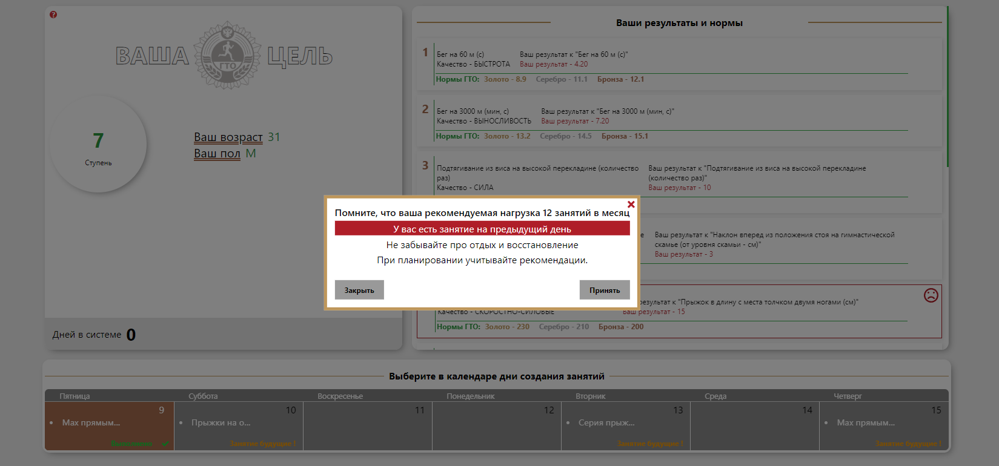 ВАША ГТО ЦЕЛЬ
7
Ступень
Ваш возраст 31
Ваш пол М
Дней в системе 0
Ваши результаты и нормы
1
Бег на 60 м (с)
Качество - БЫСТРОТА
Ваш результат к "Бег на 60 м (с)"
Ваш результат - 4.20
Нормы ГТО: Золото - 8.9 Серебро - 11.1 Бронза - 12.1
2
Бег на 3000 м (мин, с)
Качество - ВЫНОСЛИВОСТЬ
Ваш результат к "Бег на 3000 м (мин, с)"
Ваш результат - 7.20
Нормы ГТО: Золото - 13.2 Серебро - 14.5 Бронза - 15.1
3
Подтягивание из виса на высокой перекладине (количество
раз)
Качество - СИЛА
Ваш результат к "Подтягивание из виса на высокой перекладине
(количество раз)"
Ваш результат - 10
Ваш результат к "Наклон вперед из положения стоя на гимнастической
скамье (от уровня скамьи - см)"
Ваш результат - 3
результат к "Прыжок в длину с места толчком двумя ногами (см)"
Качество - СКОРОСТНО-СИЛОВЫЕ
Ваш результат - 15
Нормы ГТО: Золото - 230 Серебро - 210 Бронза - 200
Помните, что ваша рекомендуемая нагрузка 12 занятий в месяц
У вас есть занятие на предыдущий день
Не забывайте про отдых и восстановление
При планировании учитывайте рекомендации.
Закрыть
Принять
Выберите в календаре дни создания занятий
Пятница Суббота Воскресенье Понедельник Вторник Среда Четверг
9 10 11 12 13 14 15
Мах прямым... Прыжки на о... Серия прыж... Мах прямым...
Выполнено Занятие будущие ! Занятие будущие ! Занятие будущие !